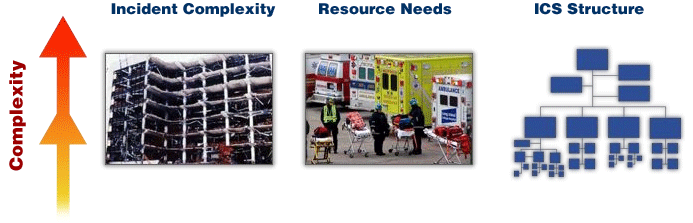 Incident Complexity
Resource Needs
ICS Structure
Complexity
AMBULANCE